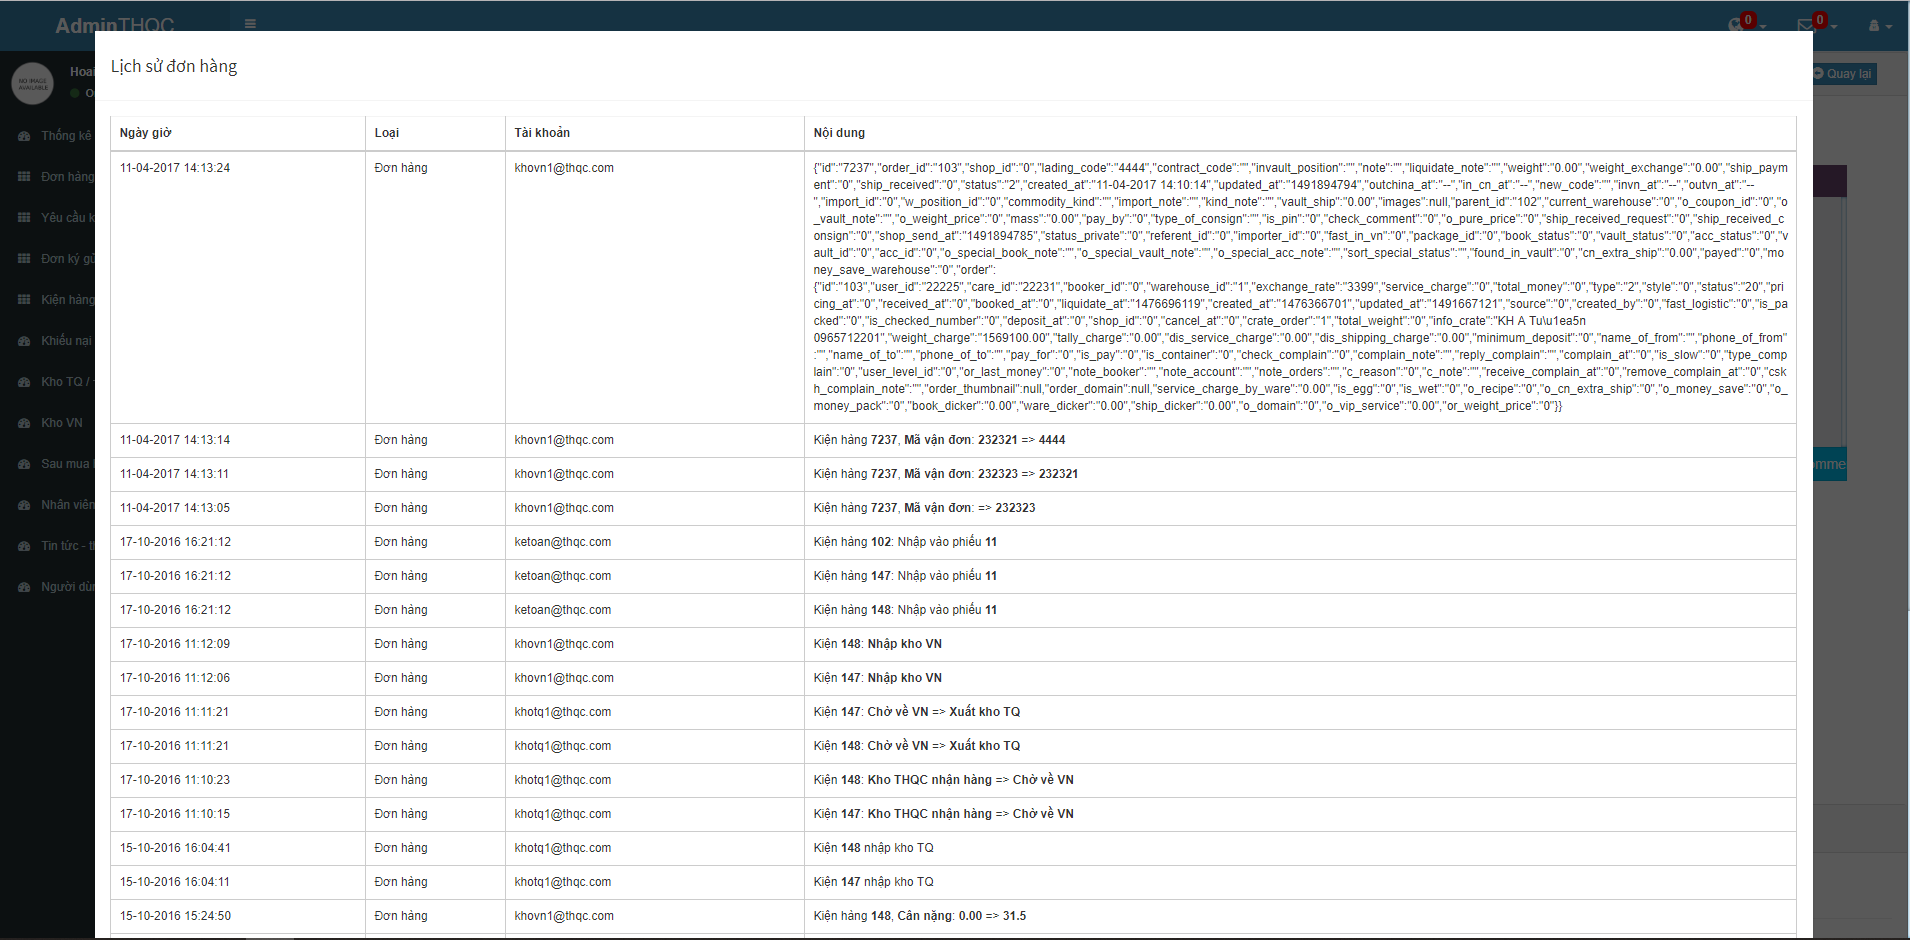 AdminTHQC
0
0
Lịch sử đơn hàng
NO IMAGE
AVAILABLE
Hoai
Quay lại
Thống kê
Đơn hàng
Yêu cầu k
Đơn ký gử
Kiện hàng
Khiếu nại
Kho TQ /
Kho VN
Sau mua
Nhân viên
Tin tức - th
Người dùn
omme
Ngày giờ Loại Tài khoản Nội dung
11-04-2017 14:13:24 Đơn hàng khovn1@thqc.com {"id":"7237","order_id":"103","shop_id":"0","lading_code":"4444","contract_code":"","invault_position":"","note":"","liquidate_note":"","weight":"0.00","weight_exchange":"0.00","ship_paym
ent":"0","ship_received":"0","status":"2","created_at":"11-04-2017 14:10:14","updated_at":"1491894794","outchina_at":"--","in_cn_at":"--","new_code":"","invn_at":"--","outvn_at":"--
","import_id":"0","w_position_id":"0","commodity_kind":"","import_note":"","kind_note":"","vault_ship":"0.00","images":null,"parent_id":"102","current_warehouse":"0","o_coupon_id":"0","o
_vault_note":"","o_weight_price":"0","mass":"0.00","pay_by":"0","type_of_consign":"","is_pin":"0","check_comment":"0","o_pure_price":"0","ship_received_request":"0","ship_received_c
onsign":"0","shop_send_at":"1491894785","status_private":"0","referent_id":"0","importer_id":"0","fast_in_vn":"0","package_id":"0","book_status":"0","vault_status":"0","acc_status":"0","v
ault_id":"0","acc_id":"0","o_special_book_note":"","o_special_vault_note":"","o_special_acc_note":"","sort_special_status":"","found_in_vault":"0","cn_extra_ship":"0.00","payed":"0","mo
ney_save_warehouse":"0","order":
{"id":"103","user_id":"22225","care_id":"22231","booker_id":"0","warehouse_id":"1","exchange_rate":"3399","service_charge":"0","total_money":"0","type":"2","style":"0","status":"20","pri
cing_at":"0","received_at":"0","booked_at":"0","liquidate_at":"1476696119","created_at":"1476366701","updated_at":"1491667121","source":"0","created_by":"0","fast_logistic":"0","is_pa
cked":"0","is_checked_number":"0","deposit_at":"0","shop_id":"0","cancel_at":"0","crate_order":"1","total_weight":"0","info_crate":"KH A Tu\u1ea5n
0965712201","weight_charge":"1569100.00","tally_charge":"0.00","dis_service_charge":"0.00","dis_shipping_charge":"0.00","minimum_deposit":"0","name_of_from":"","phone_of_from"
:"","name_of_to":"","phone_of_to":"","pay_for":"0","is_pay":"0","is_container":"0","check_complain":"0","complain_note":"","reply_complain":"","complain_at":"0","is_slow":"0","type_comp
lain":"0","user_level_id":"0","or_last_money":"0","note_booker":"","note_account":"","note_orders":"","c_reason":"0","c_note":"","receive_complain_at":"0","remove_complain_at":"0","csk
h_complain_note":"","order_thumbnail":null,"order_domain":null,"service_charge_by_ware":"0.00","is_egg":"0","is_wet":"0","o_recipe":"0","o_cn_extra_ship":"0","o_money_save":"0","o_
money_pack":"0","book_dicker":"0.00","ware_dicker":"0.00","ship_dicker":"0.00","o_domain":"0","o_vip_service":"0.00","or_weight_price":"0"}}
11-04-2017 14:13:14 Đơn hàng khovn1@thqc.com Kiện hàng 7237, Mã vận đơn: 232321 => 4444
11-04-2017 14:13:11 Đơn hàng khovn1@thqc.com Kiện hàng 7237, Mã vận đơn: 232323 => 232321
11-04-2017 14:13:05 Đơn hàng khovn1@thqc.com Kiện hàng 7237, Mã vận đơn: => 232323
17-10-2016 16:21:12 Đơn hàng ketoan@thqc.com Kiện hàng 102: Nhập vào phiếu 11
17-10-2016 16:21:12 Đơn hàng ketoan@thqc.com Kiện hàng 147: Nhập vào phiếu 11
17-10-2016 16:21:12 Đơn hàng ketoan@thqc.com Kiện hàng 148: Nhập vào phiếu 11
17-10-2016 11:12:09 Đơn hàng khovn1@thqc.com Kiện 148: Nhập kho VN
17-10-2016 11:12:06 Đơn hàng khovn1@thqc.com Kiện 147: Nhập kho VN
17-10-2016 11:11:21 Đơn hàng khotq1@thqc.com Kiện 147: Chờ về VN => Xuất kho TQ
17-10-2016 11:11:21 Đơn hàng khotq1@thqc.com Kiện 148: Chờ về VN => Xuất kho TQ
17-10-2016 11:10:23 Đơn hàng khotq1@thqc.com Kiện 148: Kho THQC nhận hàng => Chờ về VN
17-10-2016 11:10:15 Đơn hàng khotq1@thqc.com Kiện 147: Kho THQC nhận hàng => Chờ về VN
15-10-2016 16:04:41 Đơn hàng khotq1@thqc.com Kiện 148 nhập kho TQ
15-10-2016 16:04:11 Đơn hàng khotq1@thqc.com Kiện 147 nhập kho TQ
15-10-2016 15:24:50 Đơn hàng khovn1@thqc.com Kiện hàng 148, Cân nặng: 0.00 => 31.5